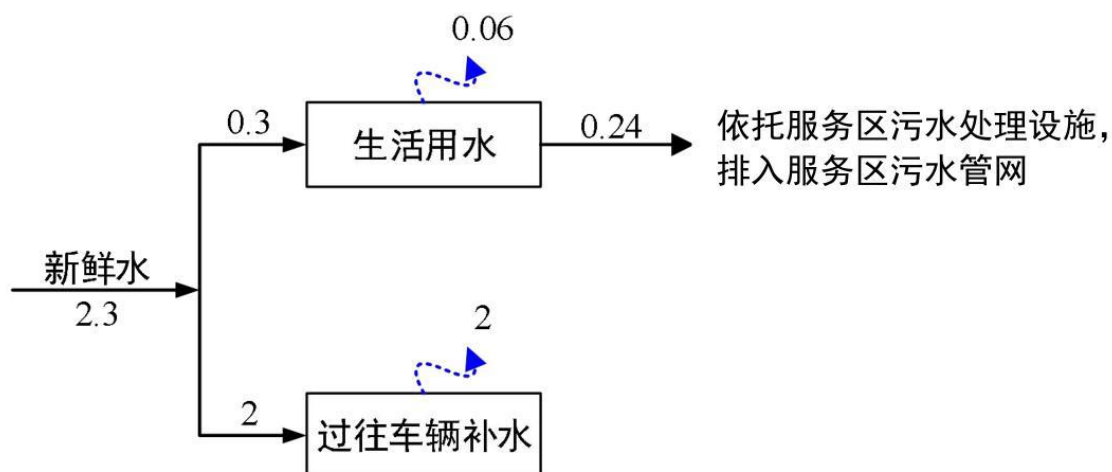 0.06
0.3
生活用水
0.24
依托服务区污水处理设施,
排入服务区污水管网
新鲜水
2.3
2
2
过往车辆补水